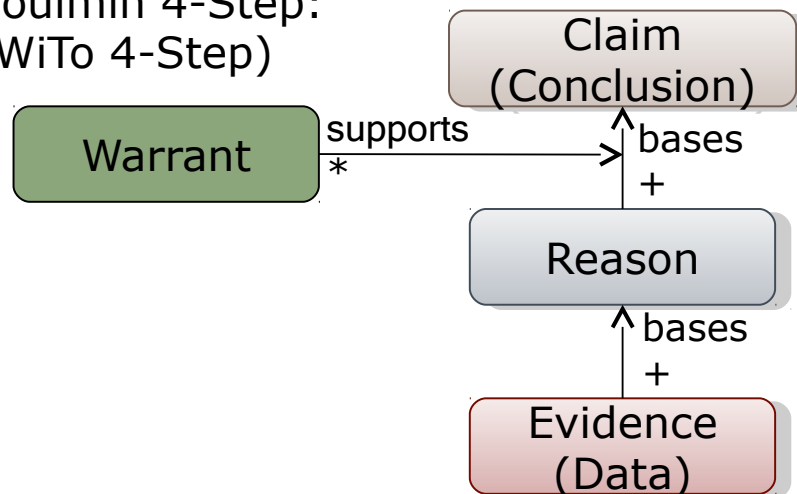 oulmin 4-Step:
WiTo 4-Step)
Claim
(Conclusion)
Warrant
supports
*
bases
+
Reason
bases
+
Evidence
(Data)